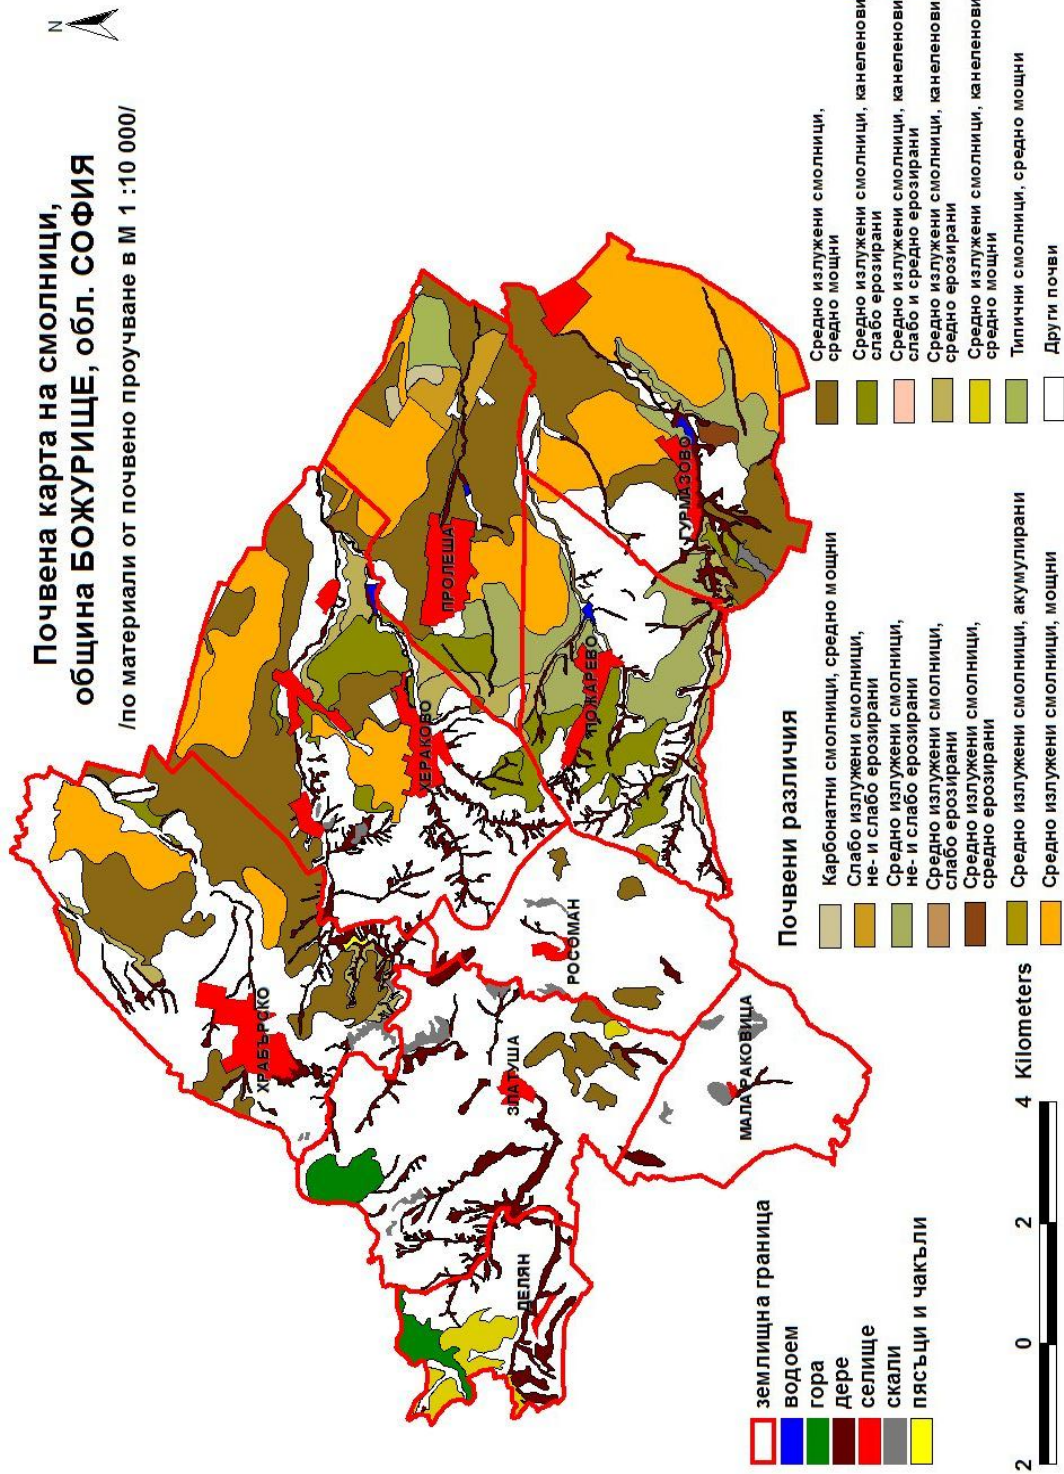 Почвена карта на смолници,
община БОЖУРИЩЕ, обл. СОФИЯ
/по материали от почвено проучване в М 1 :10 000/
N
ХРАБЪРСКО
ХЕРАКОВО
ПРОЛЕША
ПОЖАРЕВО
ГУРМАЗОВО
РОСОМАН
ЗЛАТУША
МАЛА РАКОВИЦА
ДЕЛЯН
землищна граница
водоем
гора
дере
селище
скали
пясъци и чакъли
2 0 2 4 Kilometers
Почвени различия
Карбонатни смолници, средно мощни
Слабо излужени смолници,
не- и слабо ерозирани
Средно излужени смолници,
не- и слабо ерозирани
Средно излужени смолници,
слабо ерозирани
Средно излужени смолници,
средно ерозирани
Средно излужени смолници, акумулирани
Средно излужени смолници, мощни
Средно излужени смолници,
средно мощни
Средно излужени смолници, канеленовидни
слабо ерозирани
Средно излужени смолници, канеленови
слабо и средно ерозирани
Средно излужени смолници, канеленови
средно ерозирани
Средно излужени смолници, канеленови
средно мощни
Типични смолници, средно мощни
Други почви